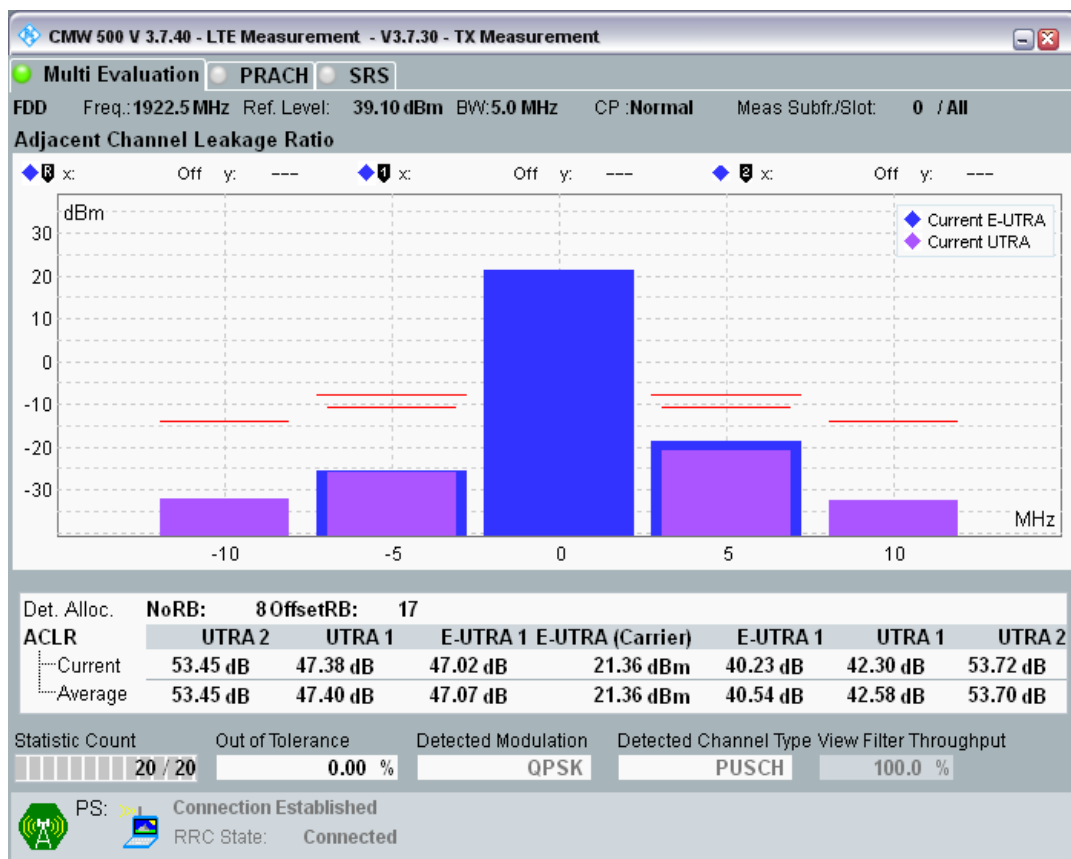 CMW 500 V 3.7.40 - LTE Measurement - V3.7.30 - TX Measurement
Multi Evaluation PRACH SRS
FDD Freq.: 1922.5 MHz Ref. Level: 39.10 dBm BW: 5.0 MHz CP : Normal Meas Subfr./Slot: 0 / All
Adjacent Channel Leakage Ratio
R x: Off y: --- 1 x: Off y: --- 2 x: Off y: ---
dBm
Current E-UTRA
Current UTRA
30
20
10
0
-10
-20
-30
MHz
-10 -5 0 5 10
Det. Alloc. NoRB: 8 OffsetRB: 17
ACLR UTRA 2 UTRA 1 E-UTRA 1 E-UTRA (Carrier) E-UTRA 1 UTRA 1 UTRA 2
Current 53.45 dB 47.38 dB 47.02 dB 21.36 dBm 40.23 dB 42.30 dB 53.72 dB
Average 53.45 dB 47.40 dB 47.07 dB 21.36 dBm 40.54 dB 42.58 dB 53.70 dB
Statistic Count Out of Tolerance Detected Modulation Detected Channel Type View Filter Throughput
20 / 20 0.00 % QPSK PUSCH 100.0 %
PS: Connection Established
RRC State: Connected